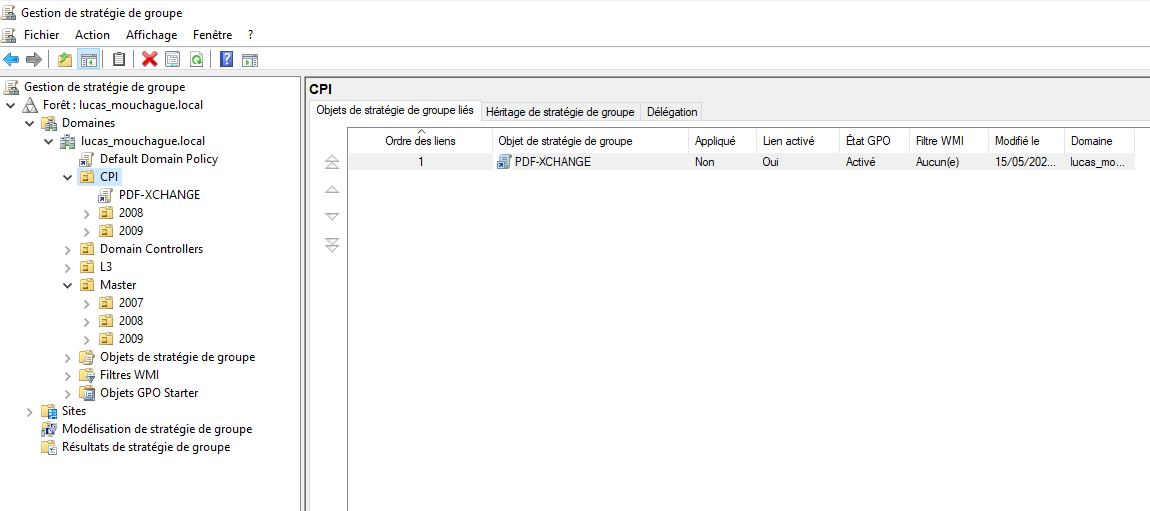 Gestion de stratégie de groupe
Fichier Action Affichage Fenêtre ?
Gestion de stratégie de groupe
Forêt : lucas_mouchague.local
Domaines
lucas_mouchague.local
Default Domain Policy
CPI
PDF-XCHANGE
2008
2009
Domain Controllers
L3
Master
2007
2008
2009
Objets de stratégie de groupe
Filtres WMI
Objets GPO Starter
Sites
Modélisation de stratégie de groupe
Résultats de stratégie de groupe
CPI
Objets de stratégie de groupe liés Héritage de stratégie de groupe Délégation
Ordre des liens Objet de stratégie de groupe Appliqué Lien activé État GPO Filtre WMI Modifié le Domaine
1 PDF-XCHANGE Non Oui Activé Aucun(e) 15/05/202... lucas_mo...